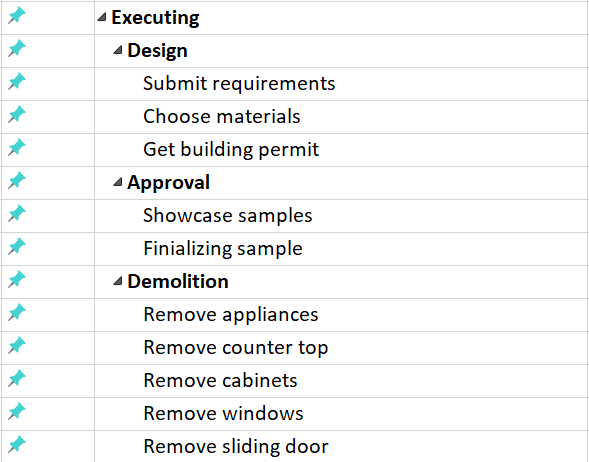 Executing
Design
Submit requirements
Choose materials
Get building permit
Approval
Showcase samples
Finializing sample
Demolition
Remove appliances
Remove counter top
Remove cabinets
Remove windows
Remove sliding door